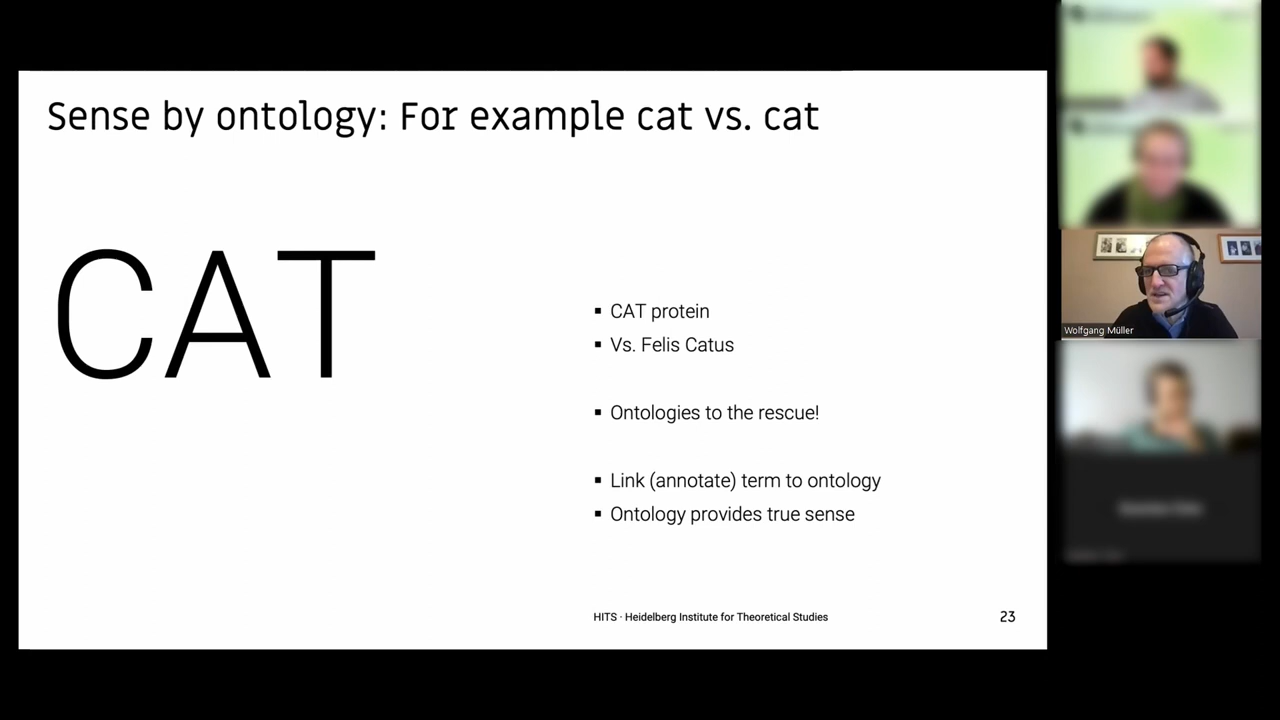 Sense by ontology: For example cat vs. cat
CAT
CAT protein
Vs. Felis Catus
Ontologies to the rescue!
Link (annotate) term to ontology
Ontology provides true sense
HITS · Heidelberg Institute for Theoretical Studies
23
Wolfgang Müller